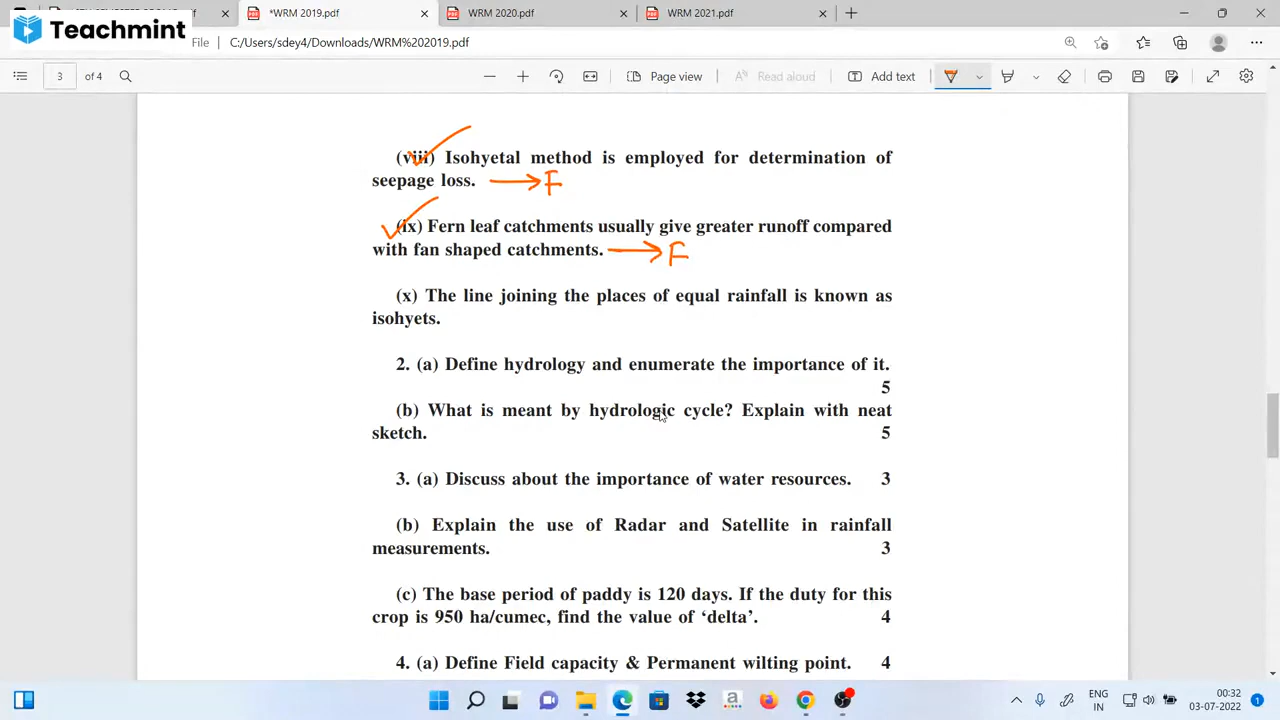 Teachmint
df
*WRM 2019.pdf
WRM 2020.pdf
WRM 2021.pdf
File C:/Users/sdey4/Downloads/WRM%202019.pdf
3 of 4
Page view
Read aloud
Add text
(viii) Isohyetal method is employed for determination of
seepage loss. → F
(ix) Fern leaf catchments usually give greater runoff compared
with fan shaped catchments. → F
(x) The line joining the places of equal rainfall is known as
isohyets.
2. (a) Define hydrology and enumerate the importance of it.
5
(b) What is meant by hydrologic cycle? Explain with neat
sketch. 5
3. (a) Discuss about the importance of water resources. 3
(b) Explain the use of Radar and Satellite in rainfall
measurements. 3
(c) The base period of paddy is 120 days. If the duty for this
crop is 950 ha/cumec, find the value of ‘delta’. 4
4. (a) Define Field capacity & Permanent wilting point. 4
ENG
IN
00:32
03-07-2022
1